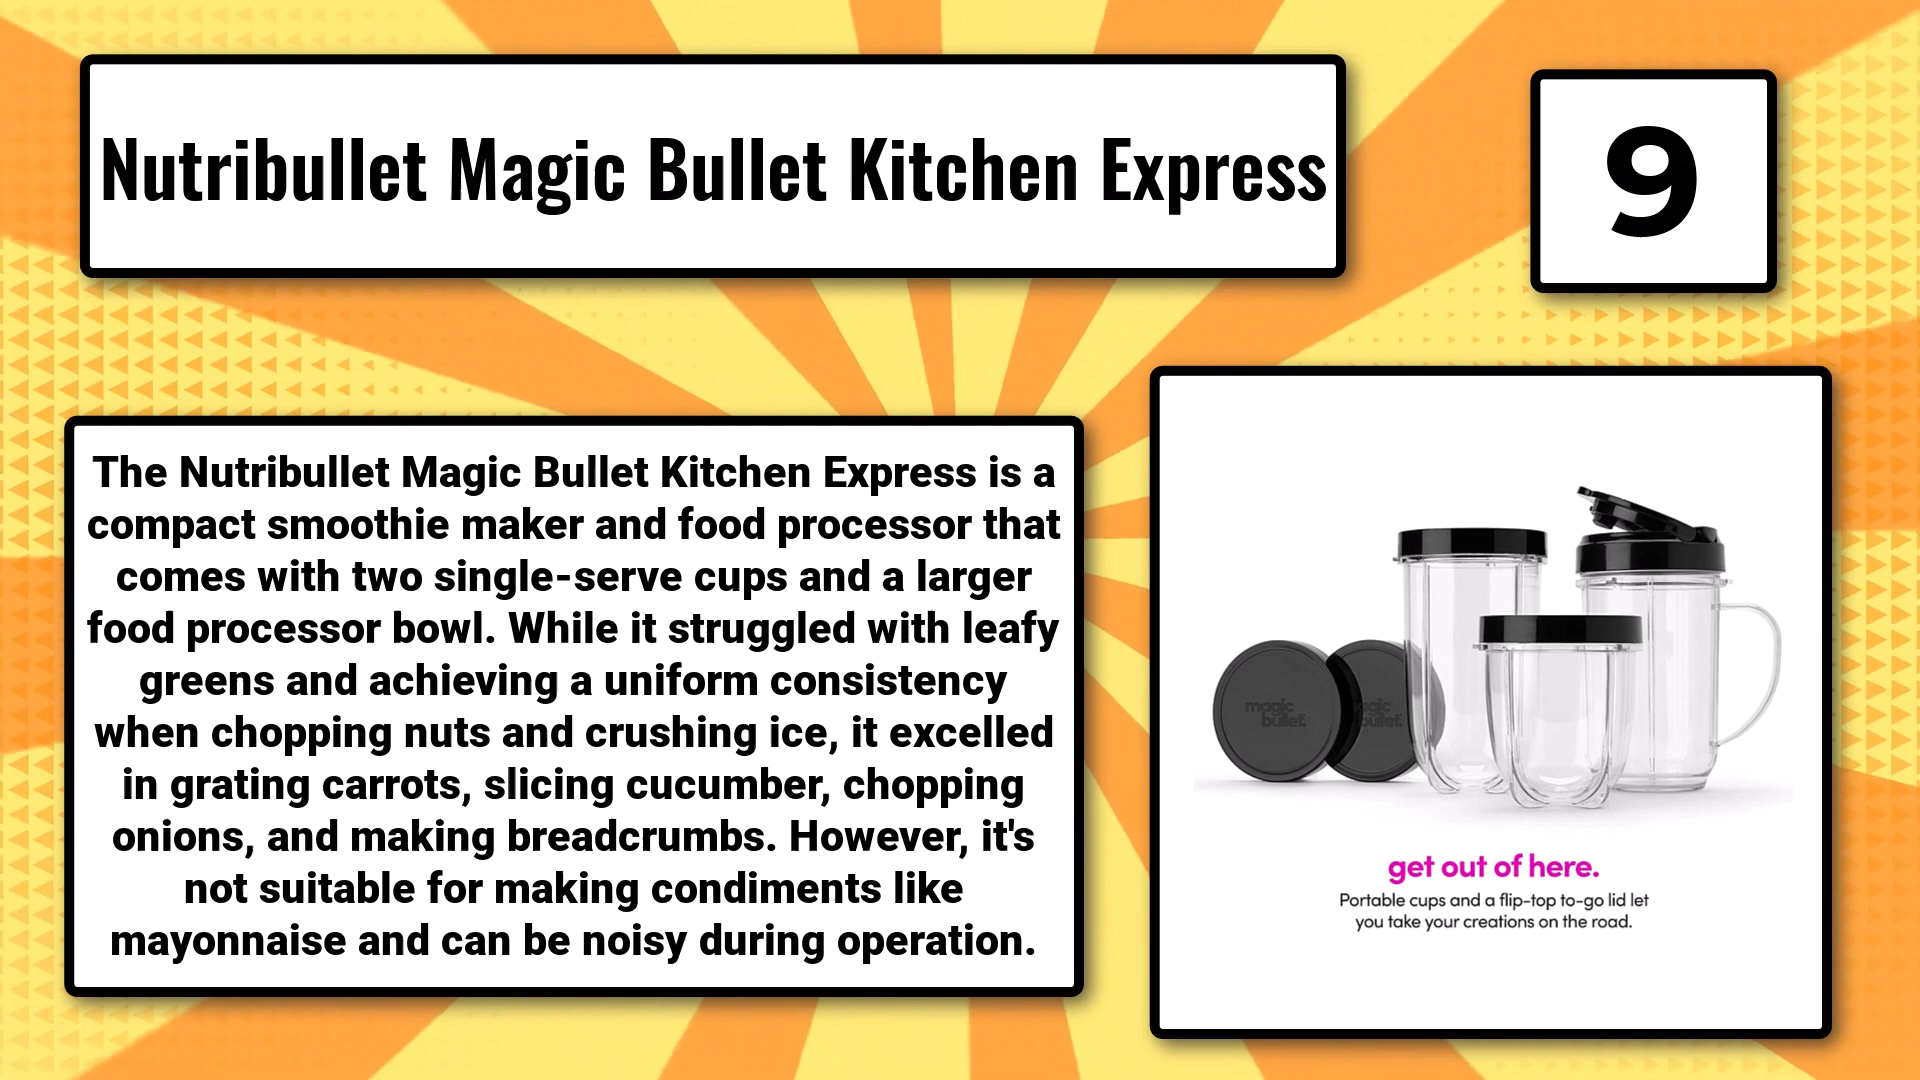 Nutribullet Magic Bullet Kitchen Express
9
The Nutribullet Magic Bullet Kitchen Express is a
compact smoothie maker and food processor that
comes with two single-serve cups and a larger
food processor bowl. While it struggled with leafy
greens and achieving a uniform consistency
when chopping nuts and crushing ice, it excelled
in grating carrots, slicing cucumber, chopping
onions, and making breadcrumbs. However, it's
not suitable for making condiments like
mayonnaise and can be noisy during operation.
magic
bullet
magic
bullet
get out of here.
Portable cups and a flip-top to-go lid let
you take your creations on the road.